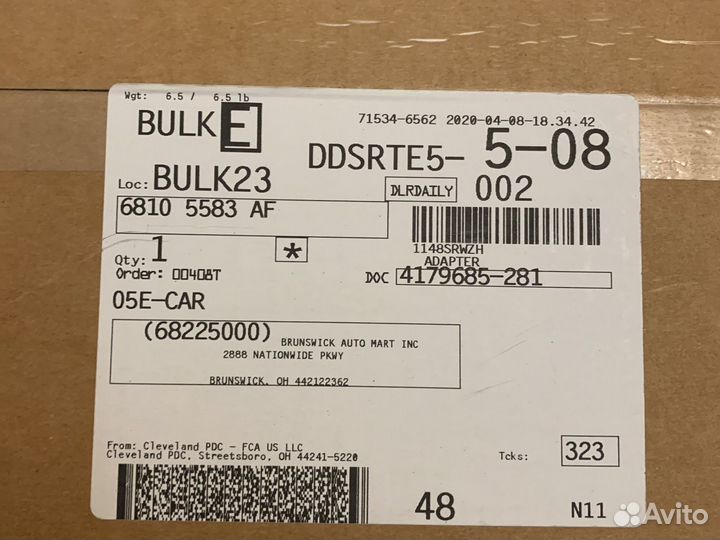 Wgt: 6.5 / 6.5 lb
71534-6562 2020-04-08-18.34.42
BULK E
DDSRTE5- 5-08
Loc: BULK23
DLRDAILY 002
6810 5583 AF
1148SRWZH
ADAPTER
Qty: 1 *
Order: 00408T
DOC 4179685-281
05E-CAR
(68225000) BRUNSWICK AUTO MART INC
2888 NATIONWIDE PKWY
BRUNSWICK, OH 442122362
From: Cleveland PDC - FCA US LLC
Cleveland PDC, Streetsboro, OH 44241-5220
Tcks: 323
48
N11
Avito